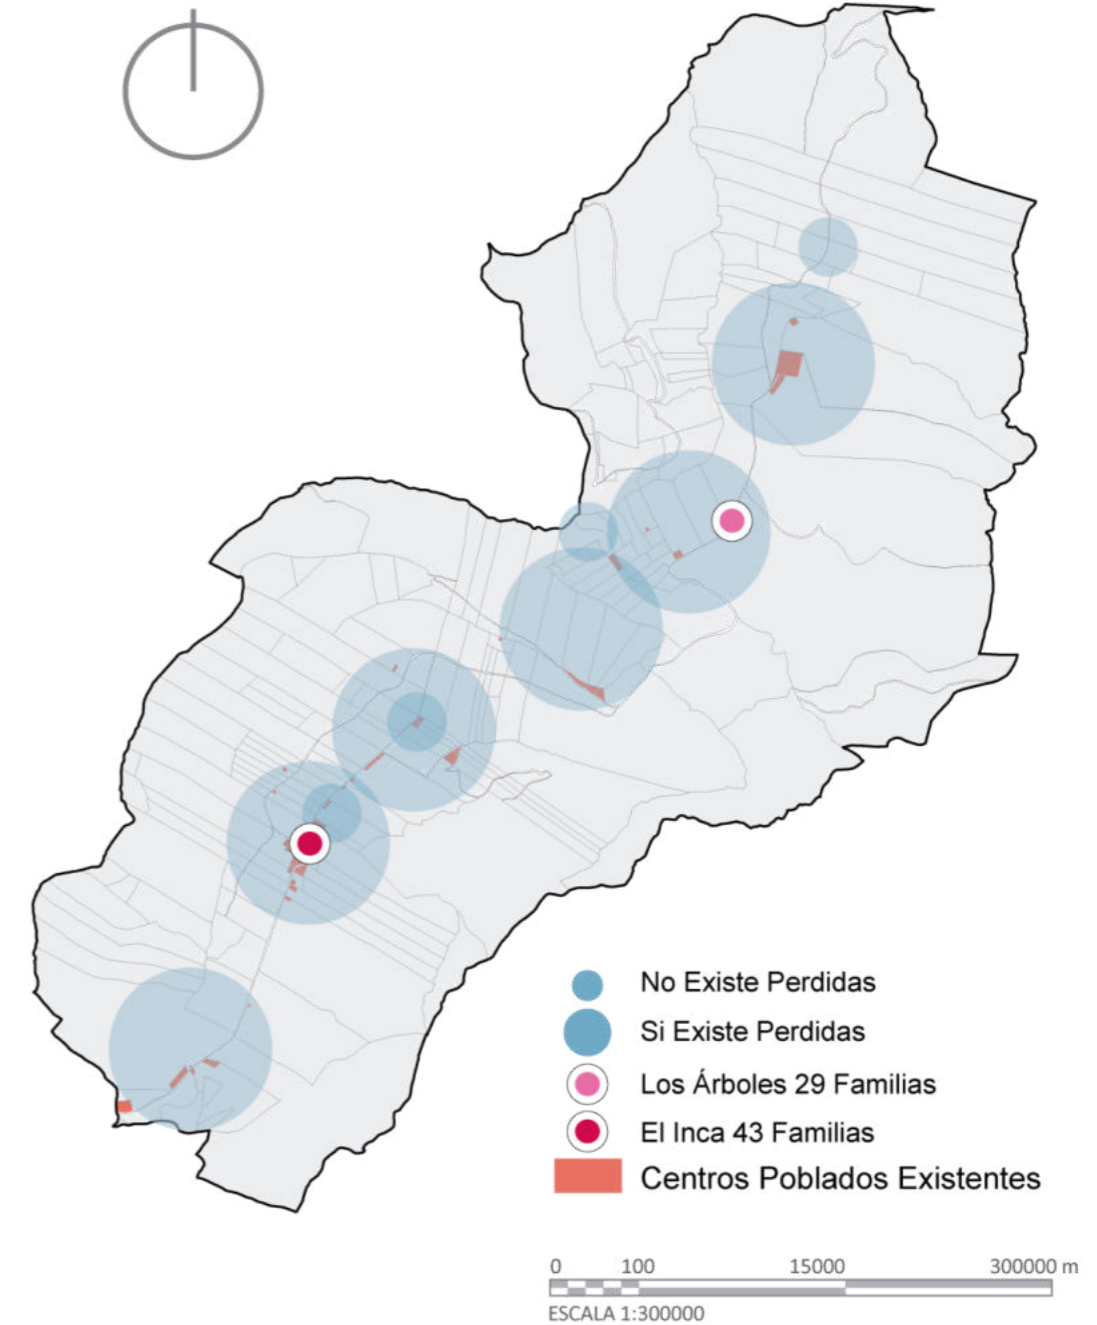 No Existe Perdidas
Si Existe Perdidas
Los Árboles 29 Familias
El Inca 43 Familias
Centros Poblados Existentes
0 100 15000 300000 m
ESCALA 1:300000